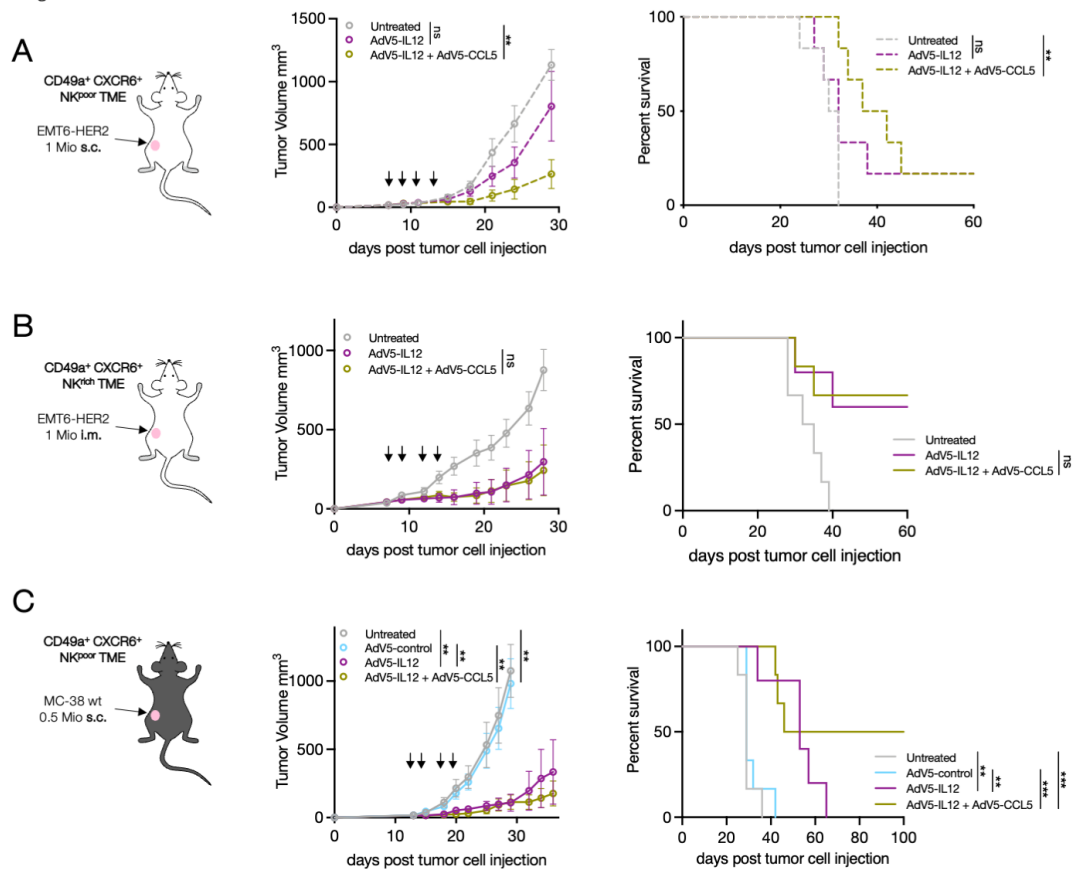 A
CD49a⁺ CXCR6⁺
NKᵖᵒᵒʳ TME
EMT6-HER2
1 Mio s.c.
Tumor Volume mm³
1500
1000
500
0
0 10 20 30
days post tumor cell injection
Untreated
AdV5-IL12
AdV5-IL12 + AdV5-CCL5
ns
**
Percent survival
100
50
0
0 20 40 60
days post tumor cell injection
Untreated
AdV5-IL12
AdV5-IL12 + AdV5-CCL5
ns
**
B
CD49a⁺ CXCR6⁺
NKʳⁱᶜʰ TME
EMT6-HER2
1 Mio i.m.
Tumor Volume mm³
1000
500
0
0 10 20 30
days post tumor cell injection
Untreated
AdV5-IL12
AdV5-IL12 + AdV5-CCL5
ns
Percent survival
100
50
0
0 20 40 60
days post tumor cell injection
Untreated
AdV5-IL12
AdV5-IL12 + AdV5-CCL5
ns
C
CD49a⁺ CXCR6⁺
NKᵖᵒᵒʳ TME
MC-38 wt
0.5 Mio s.c.
Tumor Volume mm³
1000
500
0
0 10 20 30
days post tumor cell injection
Untreated
AdV5-control
AdV5-IL12
AdV5-IL12 + AdV5-CCL5
** ** ** **
Percent survival
100
50
0
0 20 40 60 80 100
days post tumor cell injection
Untreated
AdV5-control
AdV5-IL12
AdV5-IL12 + AdV5-CCL5
** ** *** ***